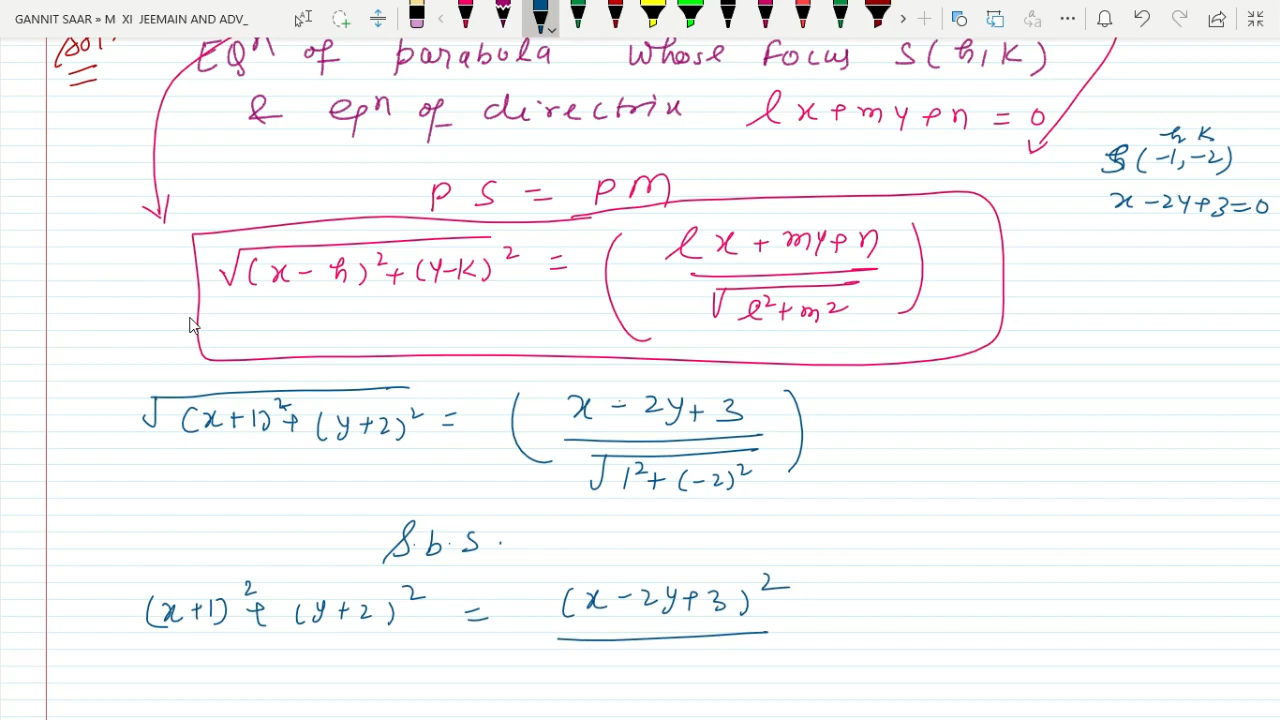 GANNIT SAAR » M XI JEEMAIN AND ADV_
Sol.
EQⁿ of parabola whose focus S(h, k)
& eqⁿ of directrix lx + my + n = 0
h k
S(-1, -2)
x - 2y + 3 = 0
PS = PM
√(x - h)² + (y - k)² = (lx + my + n / √l² + m²)
√(x + 1)² + (y + 2)² = (x - 2y + 3 / √1² + (-2)²)
S.b.s.
(x + 1)² + (y + 2)² = (x - 2y + 3)²